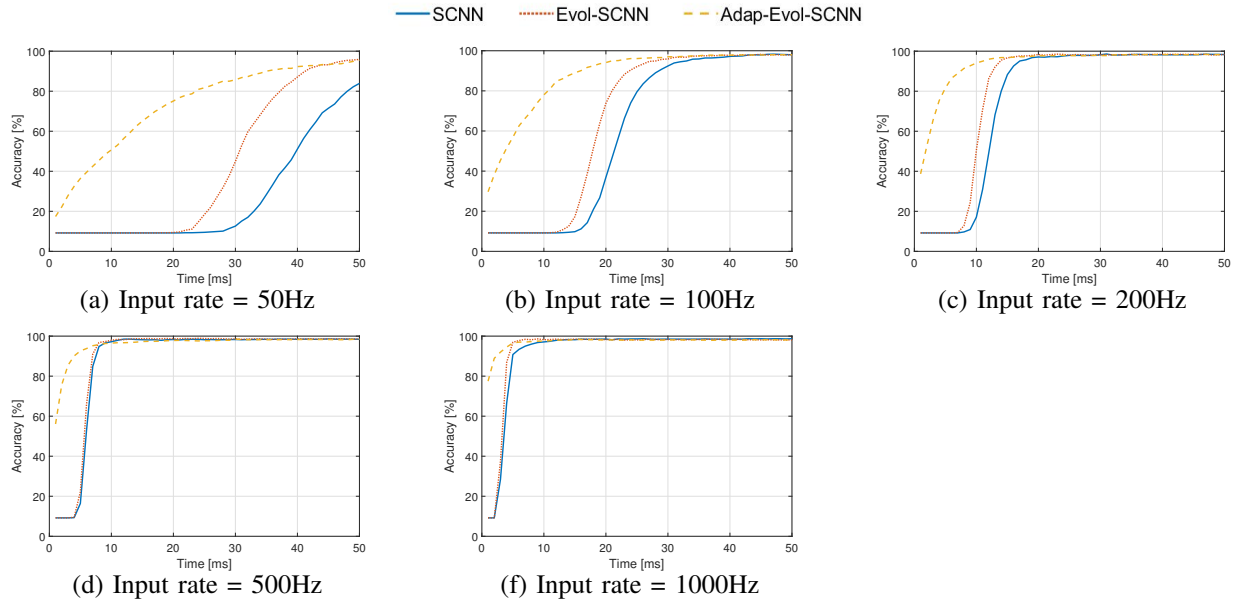 SCNN Evol-SCNN Adap-Evol-SCNN
100
80
60
40
20
0
Accuracy [%]
0 10 20 30 40 50
Time [ms]
(a) Input rate = 50Hz
100
80
60
40
20
0
Accuracy [%]
0 10 20 30 40 50
Time [ms]
(b) Input rate = 100Hz
100
80
60
40
20
0
Accuracy [%]
0 10 20 30 40 50
Time [ms]
(c) Input rate = 200Hz
100
80
60
40
20
0
Accuracy [%]
0 10 20 30 40 50
Time [ms]
(d) Input rate = 500Hz
100
80
60
40
20
0
Accuracy [%]
0 10 20 30 40 50
Time [ms]
(f) Input rate = 1000Hz